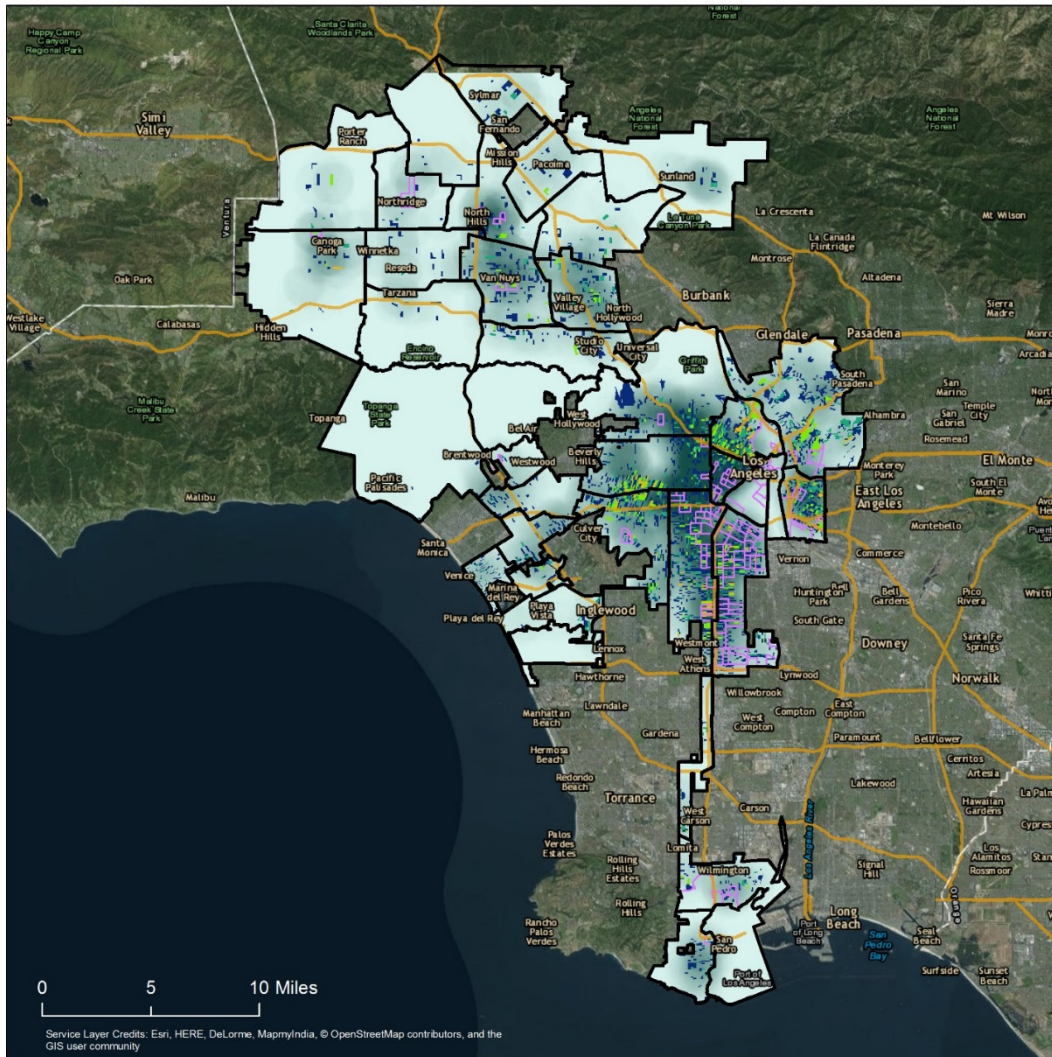 National
Forest
Santa Clarita
Woodlands Park
Happy Camp
Canyon
Regional Park
Sylmar
San
Fernando
Angeles
National
Forest
Angeles
National
Forest
Simi
Valley
Porter
Ranch
Mission
Hills
Pacoima
Sunland
Ventura
Northridge
North
Hills
La Tuna
Canyon Park
La Crescenta
Mt Wilson
La Canada
Flintridge
Montrose
Altadena
Canoga
Park
Winnetka
Reseda
Van Nuys
Oak Park
Tarzana
Valley
Village
North
Hollywood
Burbank
Sierra
Madre
Westlake
Village
Calabasas
Hidden
Hills
Glendale
Pasadena
Encino
Reservoir
Studio
City
Universal
City
Griffith
Park
South
Pasadena
San
Marino
Temple
City
San
Gabriel
Alhambra
Rosemead
Malibu
Creek State
Park
Topanga
Topanga
State
Park
Bel Air
West
Hollywood
Brentwood
Westwood
Beverly
Hills
Los
Angeles
Monterey
Park
El Monte
Pacific
Palisades
East Los
Angeles
South El
Monte
Malibu
Montebello
Santa
Monica
Culver
City
Vernon
Commerce
Venice
Marina
del Rey
Bell
Huntington
Park
Bell
Gardens
Pico
Rivera
Playa del Rey
Playa
Vista
Inglewood
South Gate
Downey
Santa Fe
Springs
Lennox
Westmont
West
Athens
Hawthorne
Lynwood
Norwalk
Willowbrook
Lawndale
Manhattan
Beach
Gardena
West
Compton
Compton
East
Compton
Paramount
Bellflower
Hermosa
Beach
Cerritos
Artesia
Redondo
Beach
Lakewood
Torrance
West
Carson
Carson
Hawaiian
Gardens
Los Angeles River
Palos
Verdes
Estates
Lomita
Rolling
Hills
Estates
Wilmington
Signal
Hill
Los
Alamitos
Rossmoor
Orange
Rolling
Hills
Rancho
Palos
Verdes
San
Pedro
Port of
Los Angeles
Port
of Long
Beach
Long
Beach
San
Pedro
Bay
Seal
Beach
Surfside
Sunset
Beach
0 5 10 Miles
Service Layer Credits: Esri, HERE, DeLorme, MapmyIndia, © OpenStreetMap contributors, and the
GIS user community